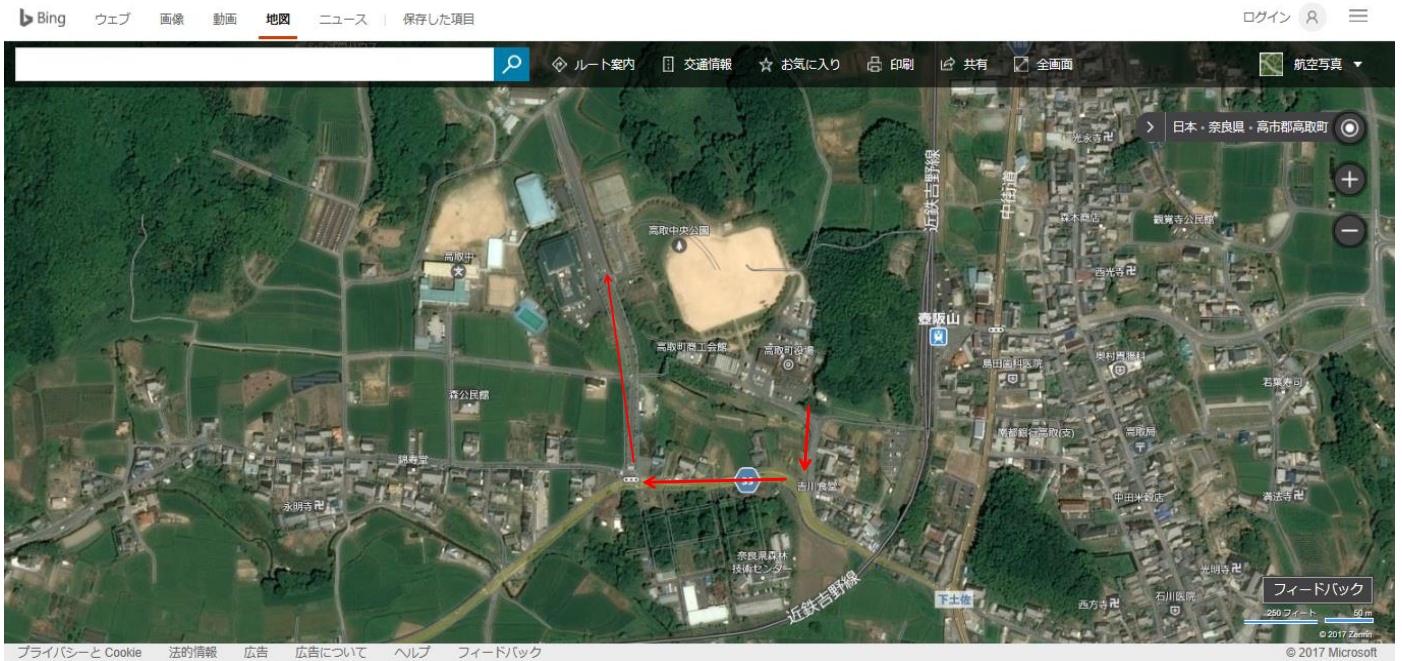 Bing ウェブ 画像 動画 地図 ニュース 保存した項目 ログイン
ルート案内 交通情報 お気に入り 印刷 共有 全画面 航空写真
日本・奈良県・高市郡高取町
近鉄吉野線
中街道
光永寺卍
森本商店
観覚寺公民館
高取中央公園
高取中
西光寺卍
壺阪山
高取町商工会館
高取町役場
島田歯科医院
奥村胃腸科
若葉寿司
森公民館
南都銀行高取(支)
高取局
錦寿堂
吉川食堂
永明寺卍
中田米穀店
満法寺卍
奈良県森林
技術センター
光明寺卍
近鉄吉野線
下土佐
西方寺卍
石川医院
フィードバック
250 フィート 50 m
© 2017 Zenrin
プライバシーと Cookie 法的情報 広告 広告について ヘルプ フィードバック © 2017 Microsoft